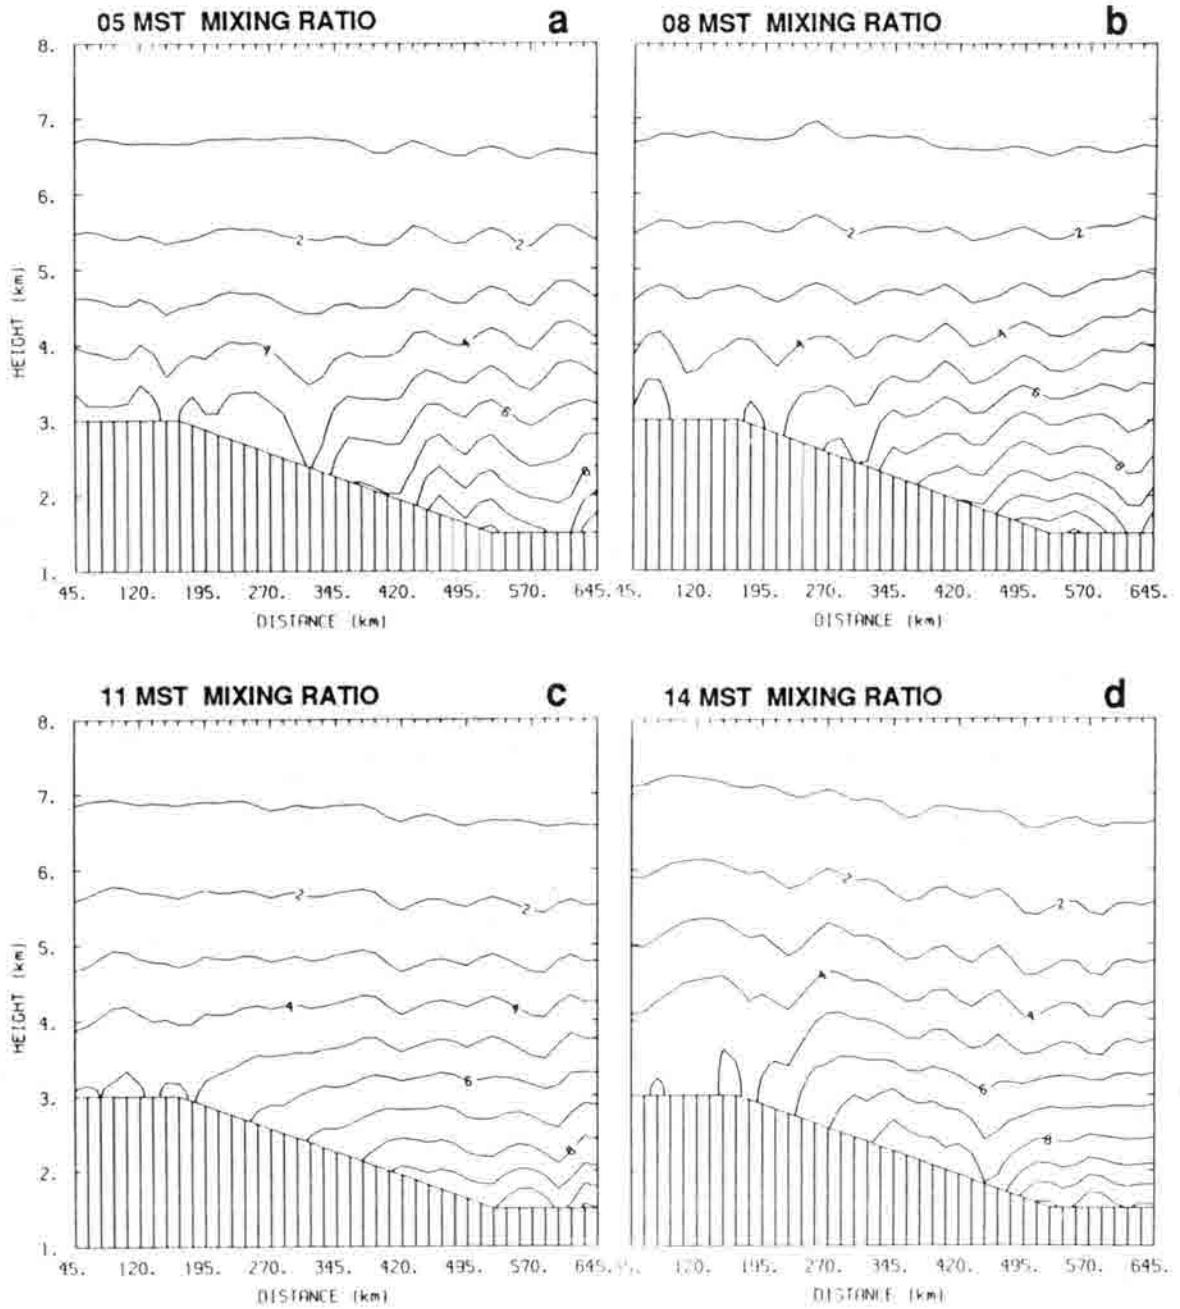 05 MST MIXING RATIO a
8.
7.
6.
5.
4.
3.
2.
1.
HEIGHT (km)
2
2
4
4
6
8
45. 120. 195. 270. 345. 420. 495. 570. 645.
DISTANCE (km)
08 MST MIXING RATIO b
2
2
4
4
6
8
45. 120. 195. 270. 345. 420. 495. 570. 645.
DISTANCE (km)
11 MST MIXING RATIO c
8.
7.
6.
5.
4.
3.
2.
1.
HEIGHT (km)
2
2
4
4
6
8
45. 120. 195. 270. 345. 420. 495. 570. 645.
DISTANCE (km)
14 MST MIXING RATIO d
2
2
4
4
6
8
120. 195. 270. 345. 420. 495. 570. 645.
DISTANCE (km)